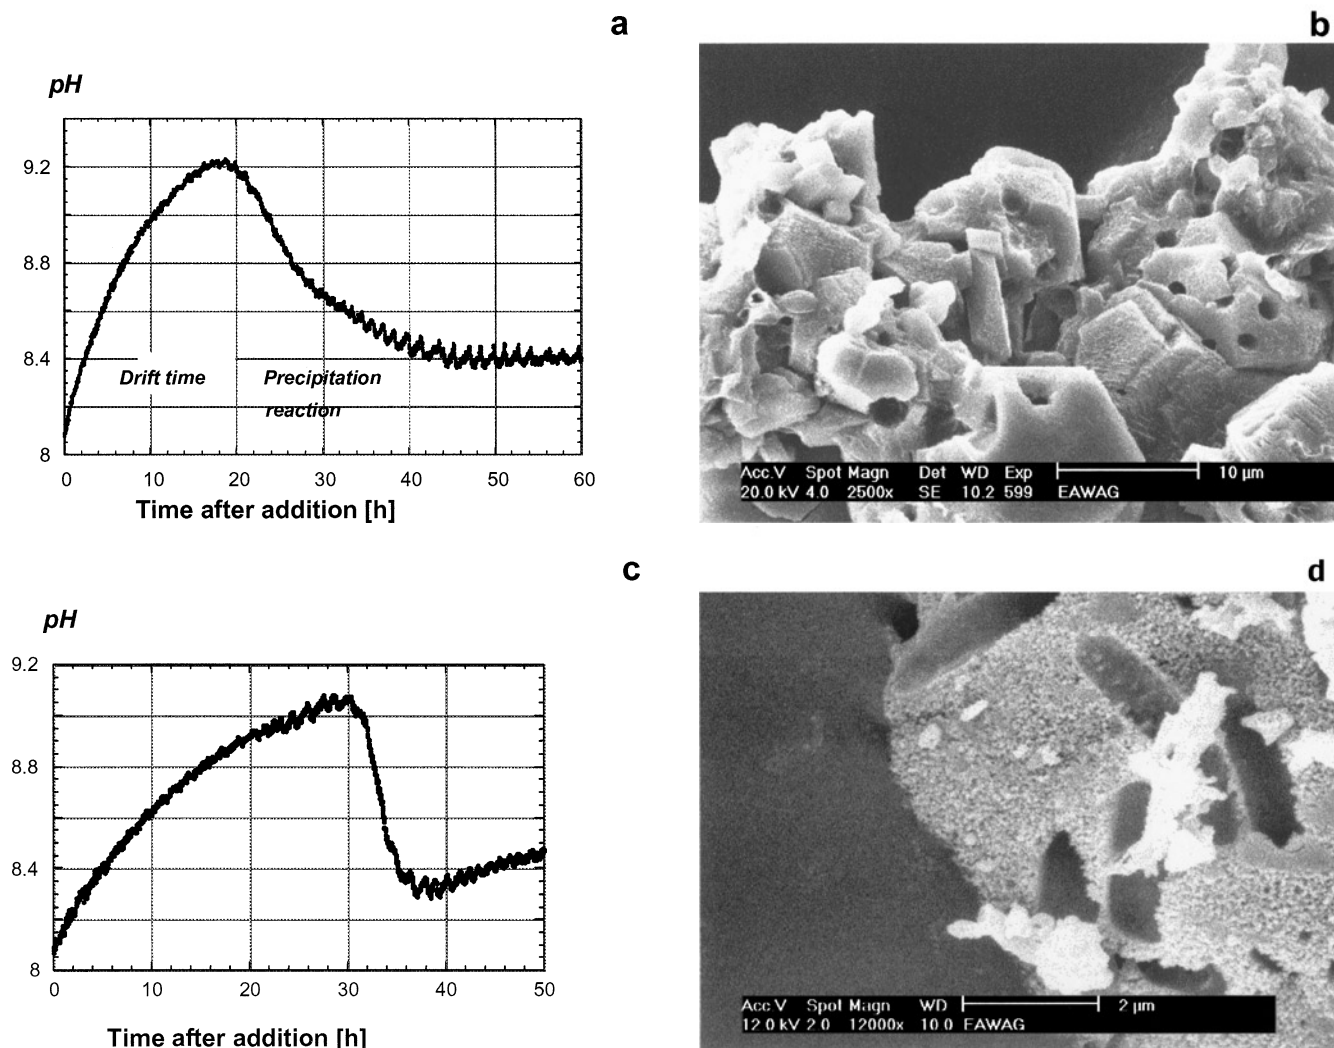 a
pH
9.2
8.8
8.4
8
Drift time
Precipitation
reaction
0 10 20 30 40 50 60
Time after addition [h]
b
Acc.V Spot Magn Det WD Exp 10 µm
20.0 kV 4.0 2500x SE 10.2 599 EAWAG
c
pH
9.2
8.8
8.4
8
0 10 20 30 40 50
Time after addition [h]
d
Acc.V Spot Magn WD 2 µm
12.0 kV 2.0 12000x 10.0 EAWAG